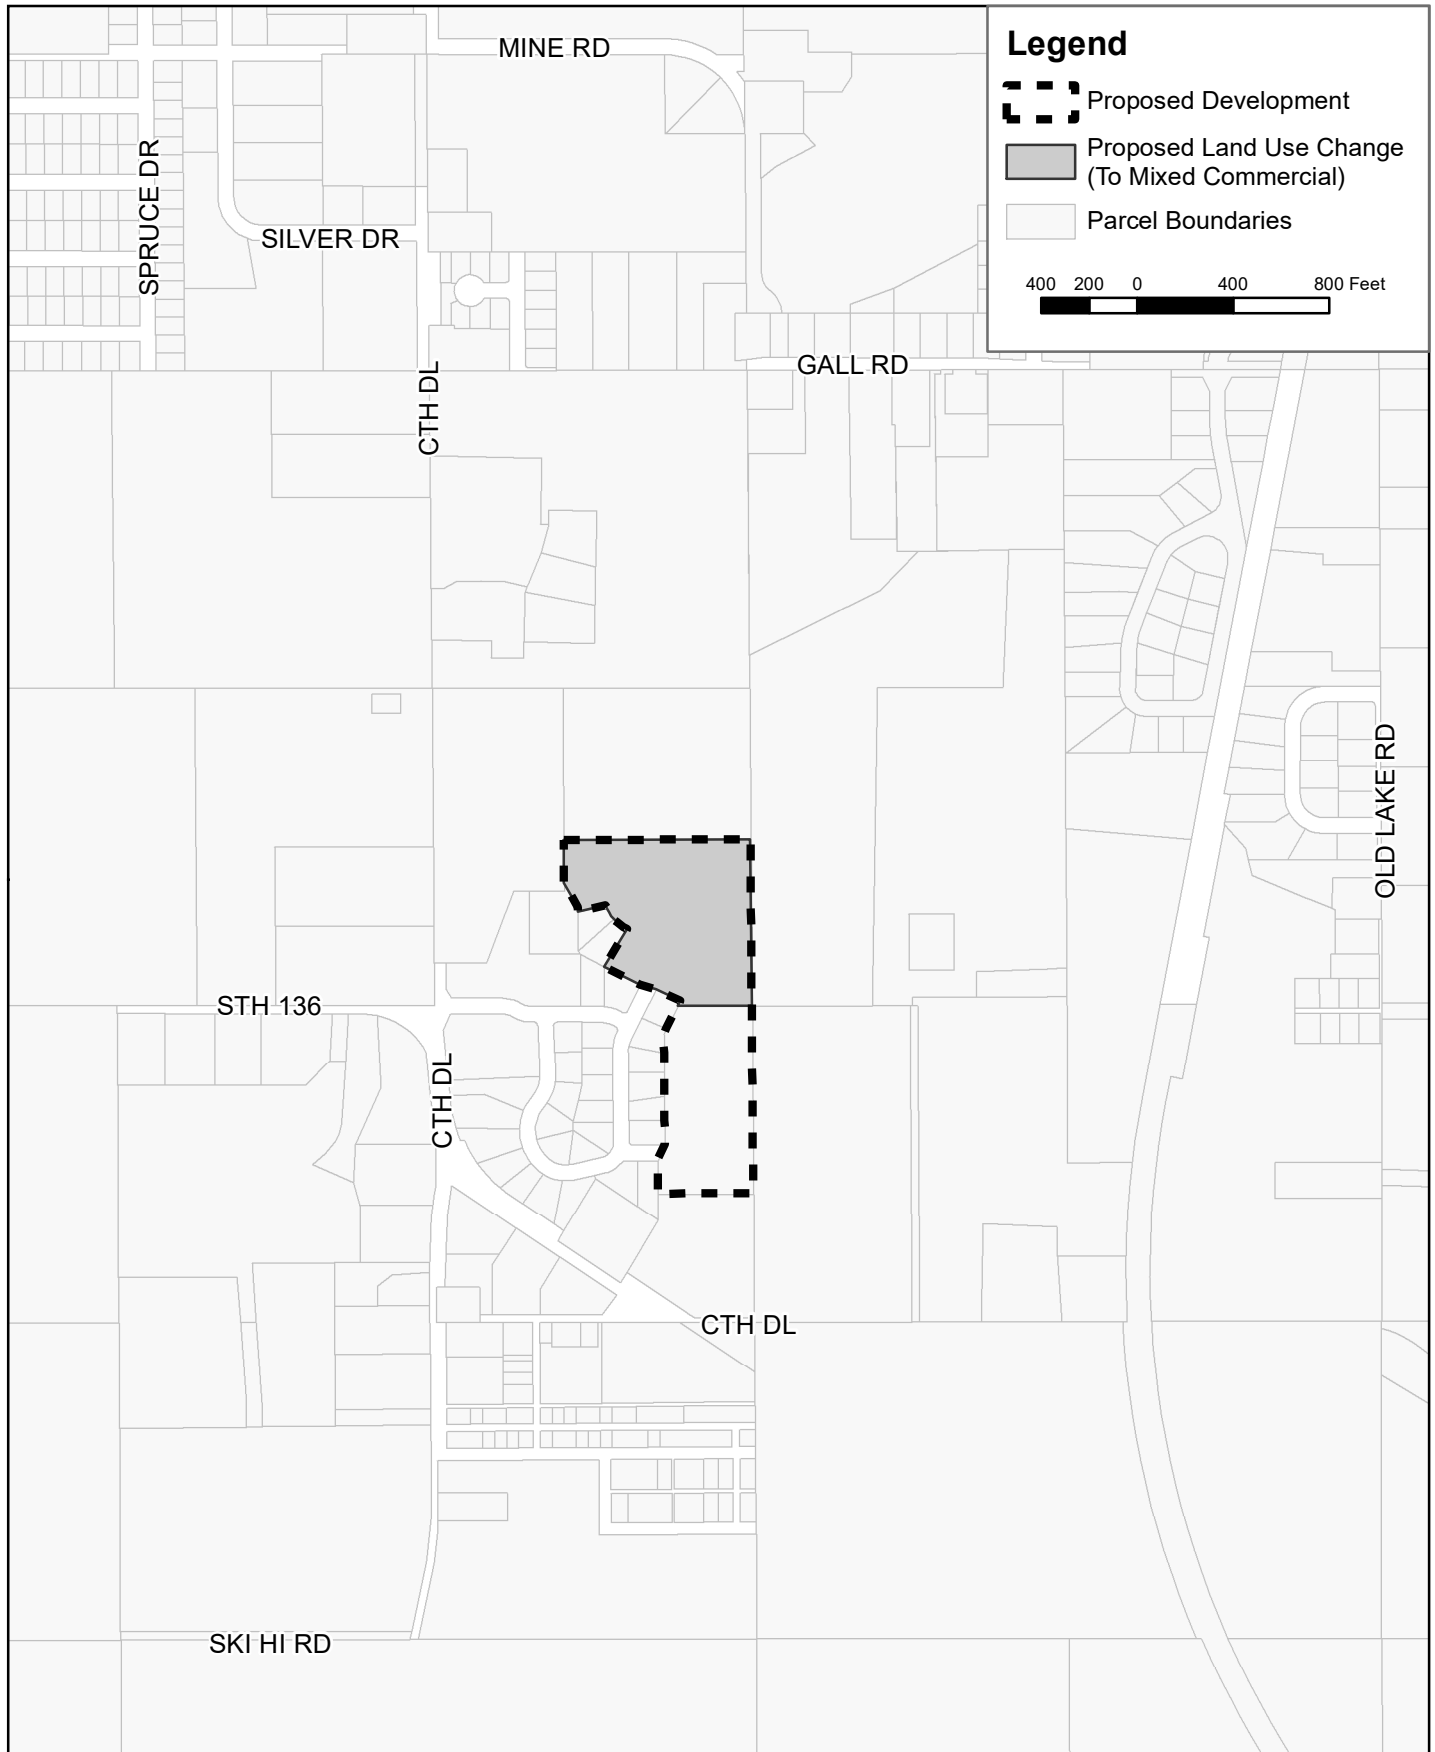 MINE RD
Legend
Proposed Development
Proposed Land Use Change
(To Mixed Commercial)
Parcel Boundaries
400 200 0 400 800 Feet
SPRUCE DR
SILVER DR
GALL RD
CTH DL
OLD LAKE RD
STH 136
CTH DL
CTH DL
SKI HI RD